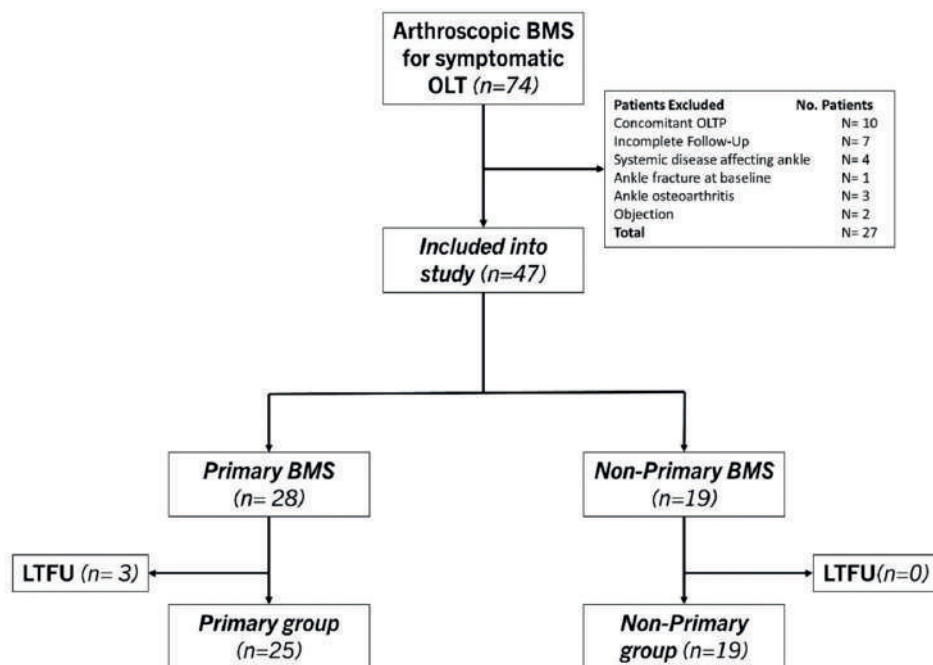 Arthroscopic BMS
for symptomatic
OLT (n=74)
Patients Excluded No. Patients
Concomitant OLTP N= 10
Incomplete Follow-Up N= 7
Systemic disease affecting ankle N= 4
Ankle fracture at baseline N= 1
Ankle osteoarthritis N= 3
Objection N= 2
Total N= 27
Included into
study (n=47)
Primary BMS
(n= 28)
Non-Primary BMS
(n=19)
LTFU (n= 3)
LTFU(n=0)
Primary group
(n=25)
Non-Primary
group (n=19)